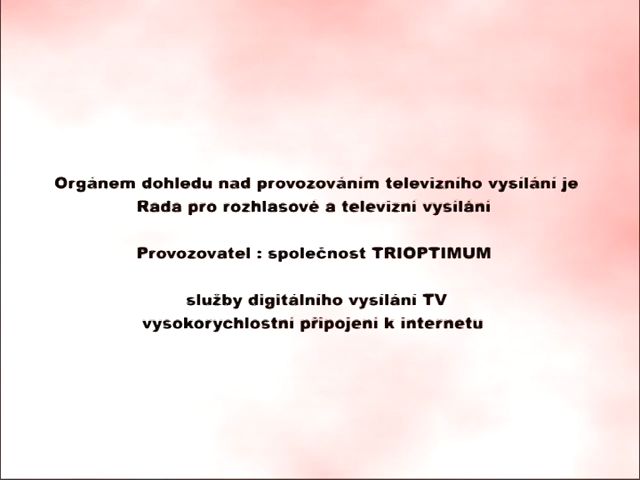 Orgánem dohledu nad provozováním televizního vysílání je
Rada pro rozhlasové a televizní vysílání
Provozovatel : společnost TRIOPTIMUM
služby digitálního vysílání TV
vysokorychlostní připojení k internetu